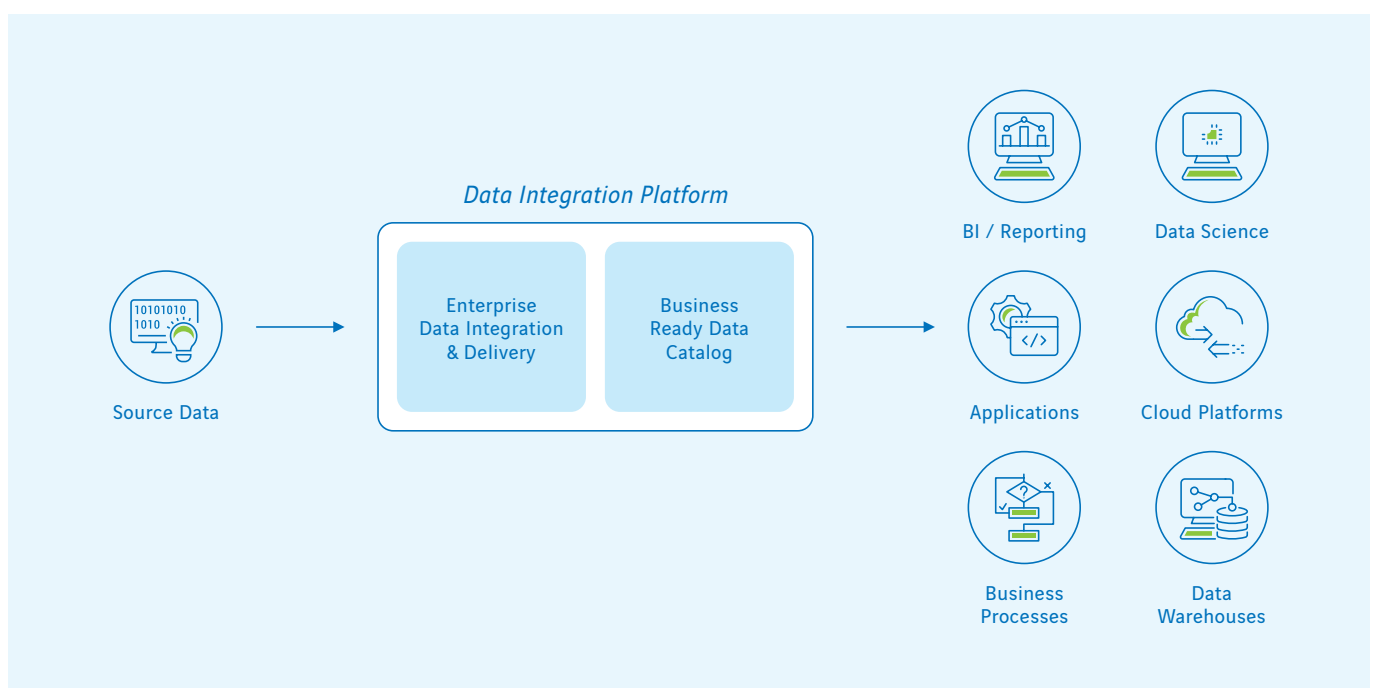 Data Integration Platform
10101010
1010
Source Data
Enterprise
Data Integration
& Delivery
Business
Ready Data
Catalog
BI / Reporting
Data Science
</>
Applications
Cloud Platforms
?
Business
Processes
Data
Warehouses